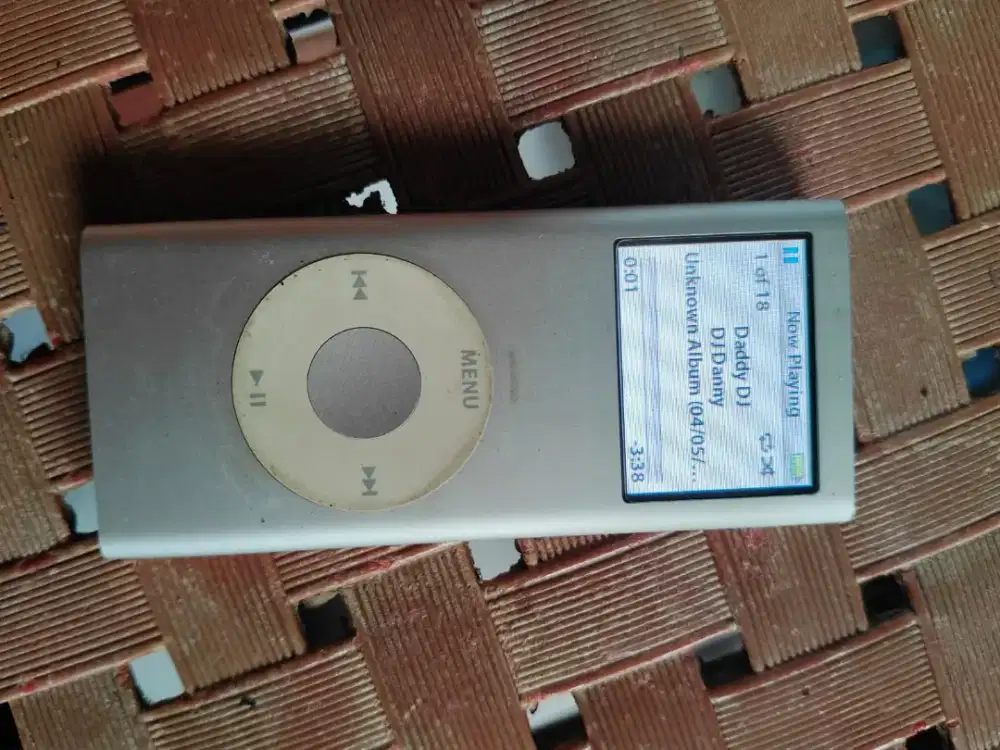 Now Playing
1 of 18
Daddy DJ
DJ Danny
Unknown Album (04/05/...
0:01 -3:38
MENU